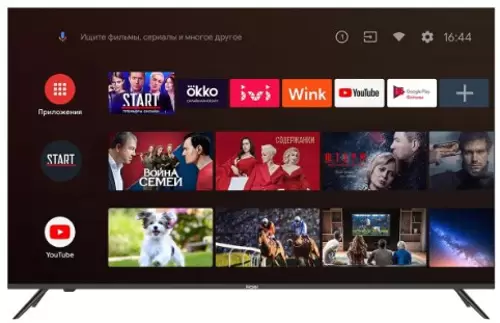 Ищите фильмы, сериалы и многое другое
1
16:44
START
okko
ivi
Wink
YouTube
Google Play
Фильмы
Приложения
START
ВОЙНА
СЕМЕЙ
СОДЕРЖАНКИ
YouTube
Haier